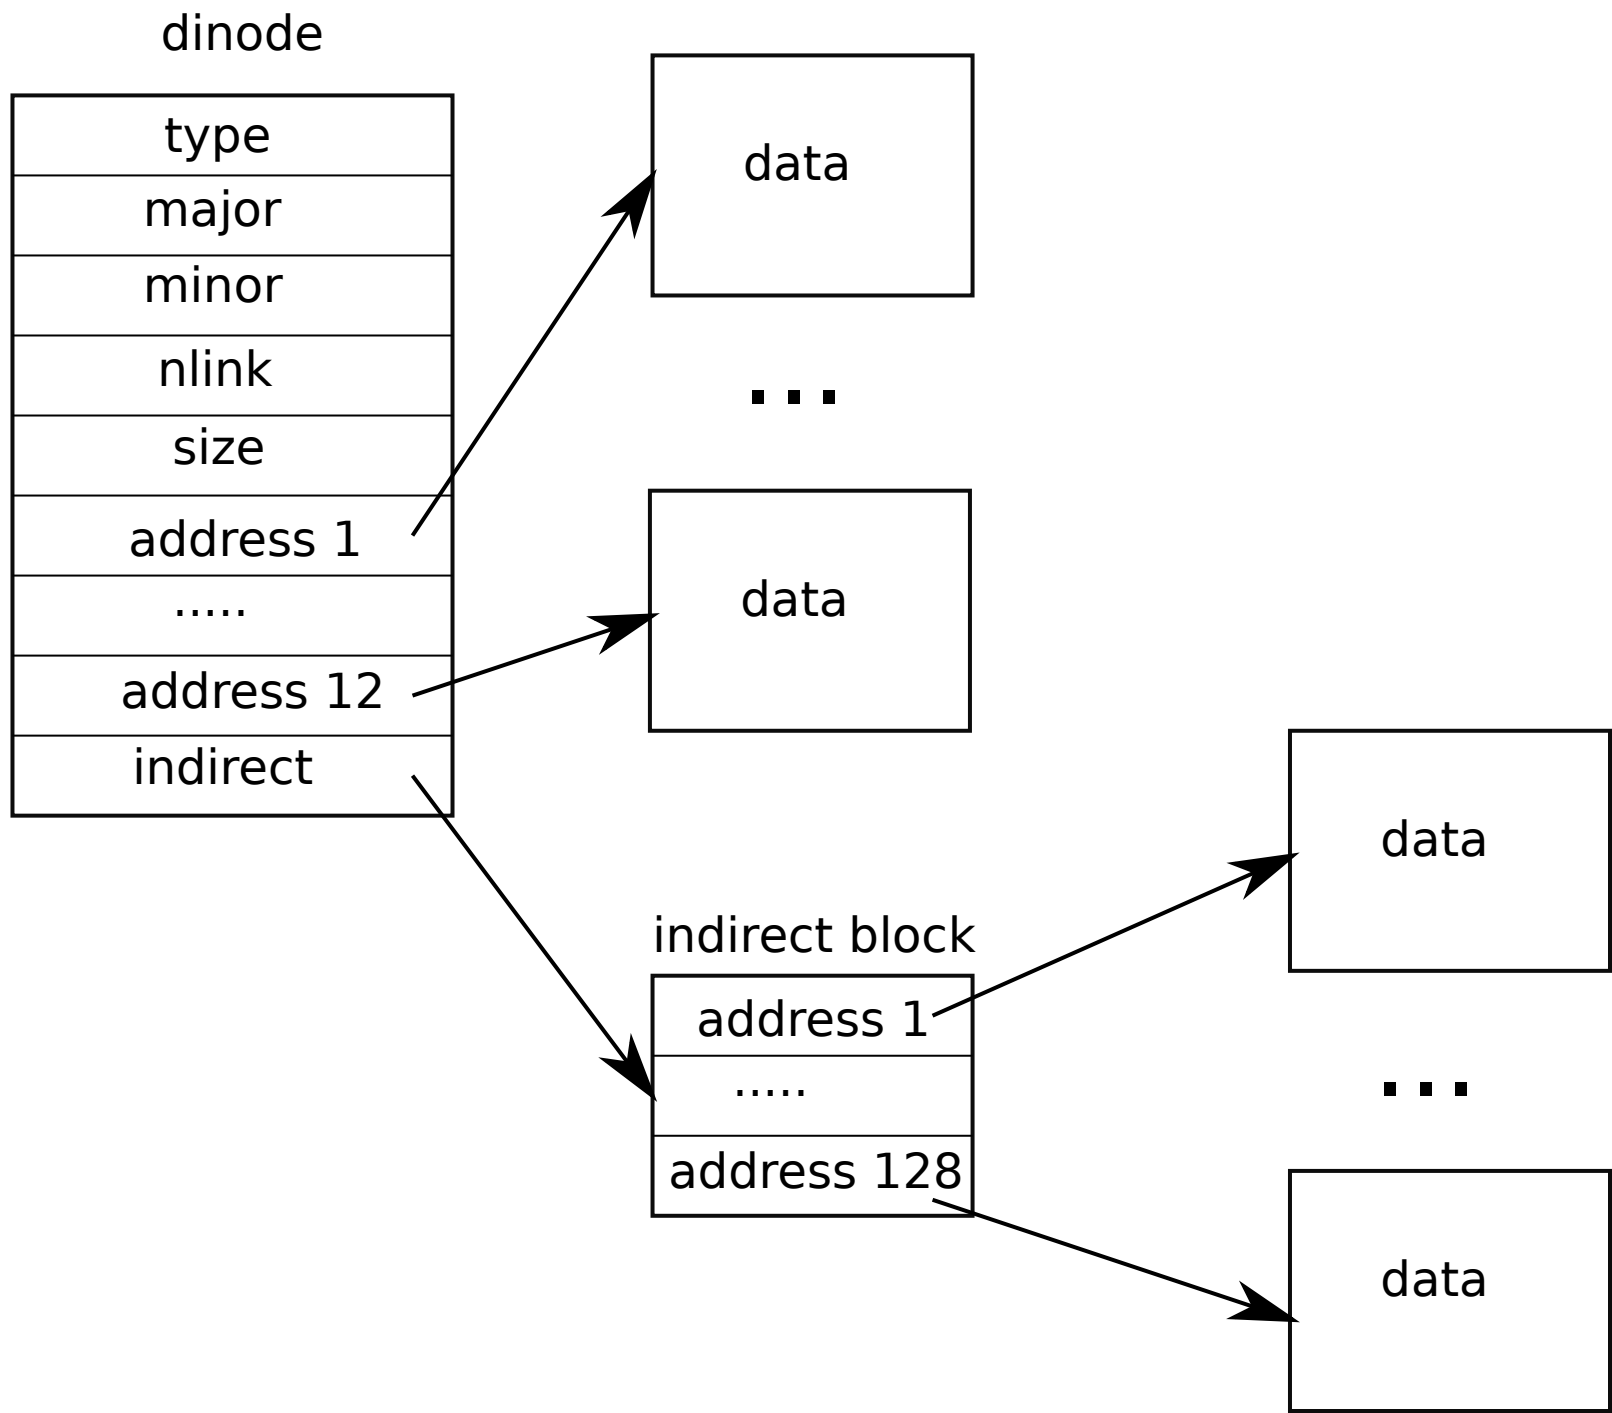 dinode
type
major
minor
nlink
size
address 1
.....
address 12
indirect
data
...
data
indirect block
address 1
.....
address 128
data
...
data